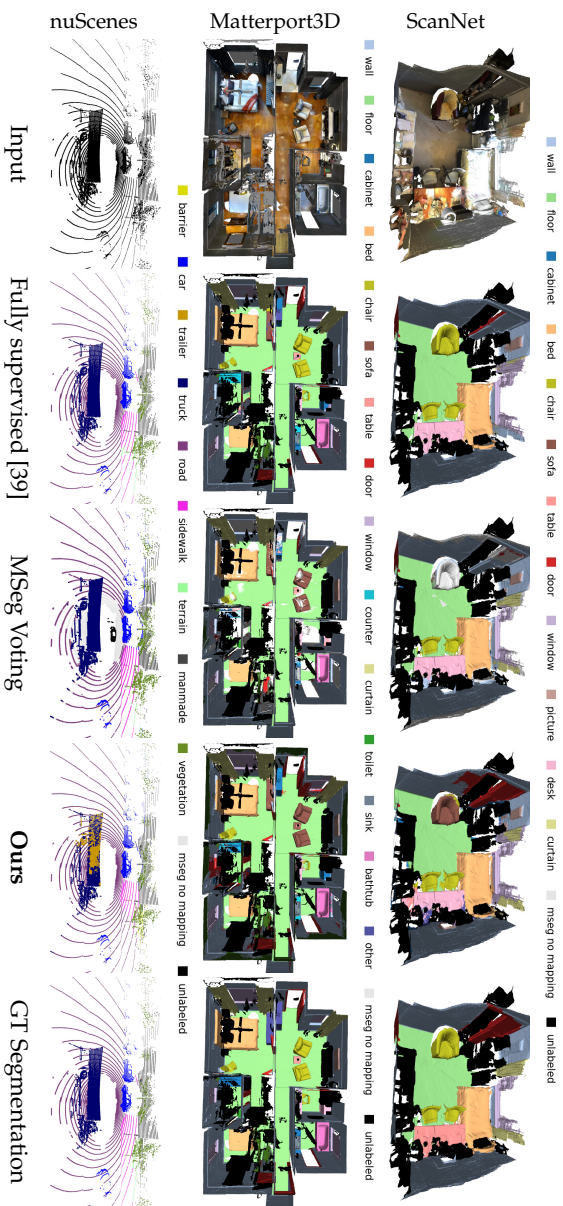 wall floor cabinet bed chair sofa table door window picture desk curtain mseg no mapping unlabeled
ScanNet
wall floor cabinet bed chair sofa table door window counter curtain toilet sink bathtub other mseg no mapping unlabeled
Matterport3D
barrier car trailer truck road sidewalk terrain manmade vegetation mseg no mapping unlabeled
nuScenes
Input Fully supervised [39] MSeg Voting Ours GT Segmentation